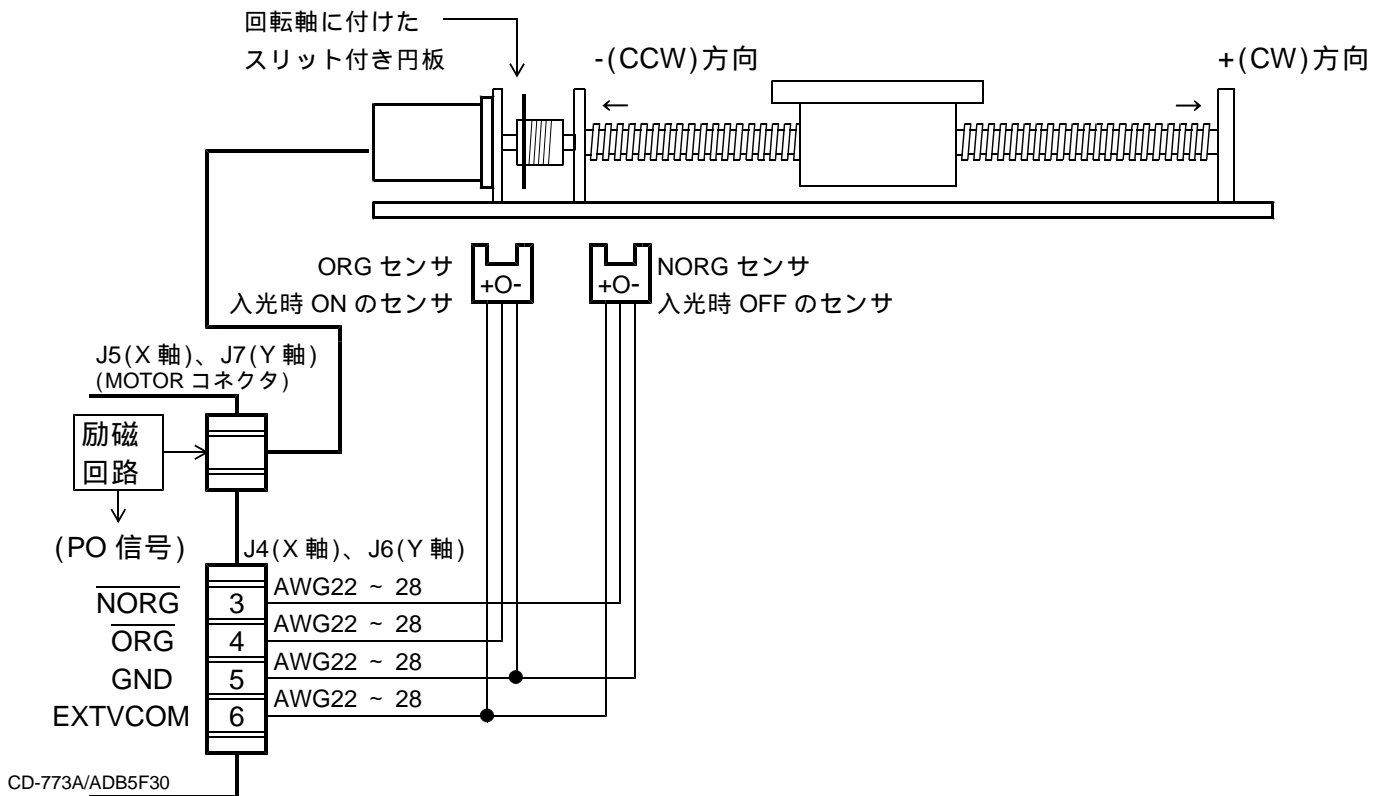 回転軸に付けた
スリット付き円板
-(CCW)方向
+(CW)方向
←
→
ORG センサ
入光時 ON のセンサ
+O-
+O-
NORG センサ
入光時 OFF のセンサ
J5(X 軸)、J7(Y 軸)
(MOTOR コネクタ)
励磁
回路
(PO 信号)
J4(X 軸)、J6(Y 軸)
NORG 3 AWG22 ~ 28
ORG 4 AWG22 ~ 28
GND 5 AWG22 ~ 28
EXTVCOM 6 AWG22 ~ 28
CD-773A/ADB5F30